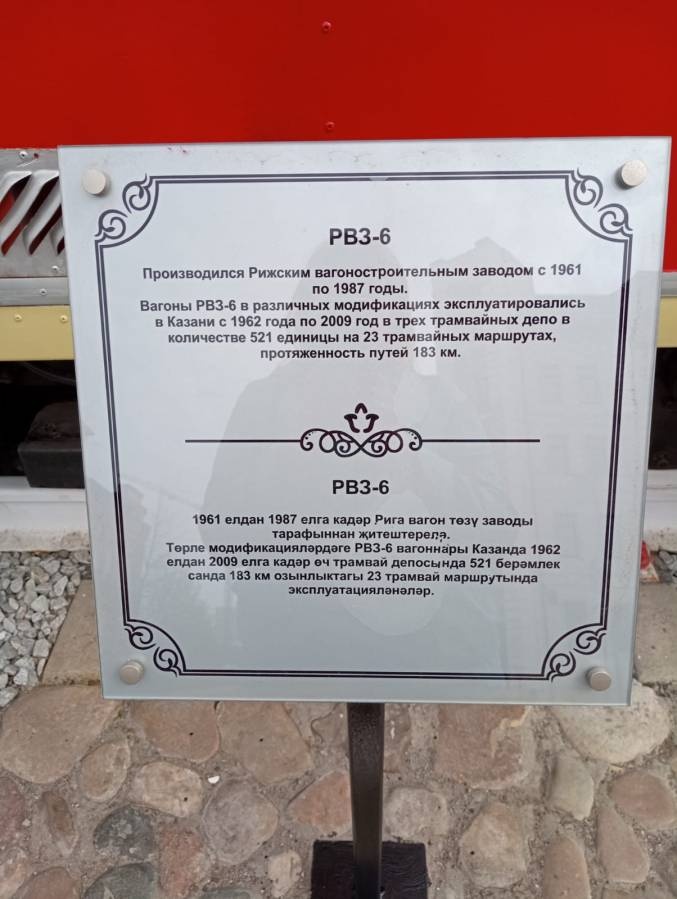 РВЗ-6
Производился Рижским вагоностроительным заводом с 1961
по 1987 годы.
Вагоны РВЗ-6 в различных модификациях эксплуатировались
в Казани с 1962 года по 2009 год в трех трамвайных депо в
количестве 521 единицы на 23 трамвайных маршрутах,
протяженность путей 183 км.
РВЗ-6
1961 елдан 1987 елга кадәр Рига вагон төзү заводы
тарафыннан җитештерелә.
Төрле модификацияләрдәге РВЗ-6 вагоннары Казанда 1962
елдан 2009 елга кадәр өч трамвай депосында 521 берәмлек
санда 183 км озынлыктагы 23 трамвай маршрутында
эксплуатацияләнәләр.